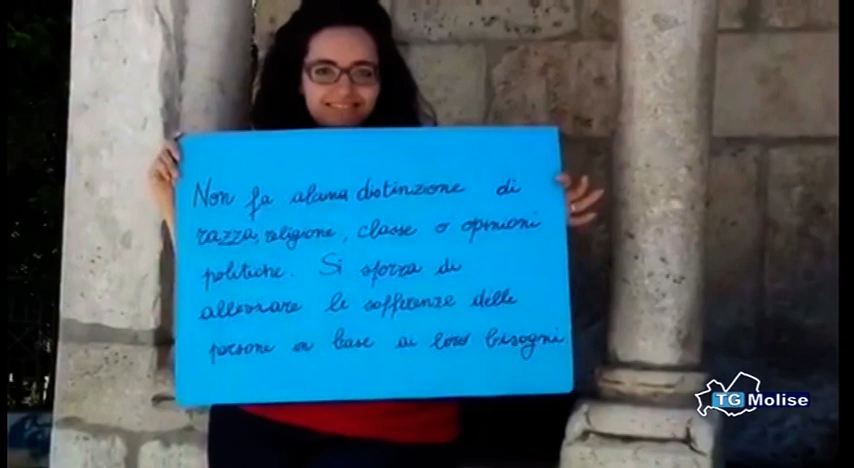 Non fa alcuna distinzione di
razza, religione, classe o opinioni
politiche. Si sforza di
alleviare le sofferenze delle
persone in base ai loro bisogni
TG Molise